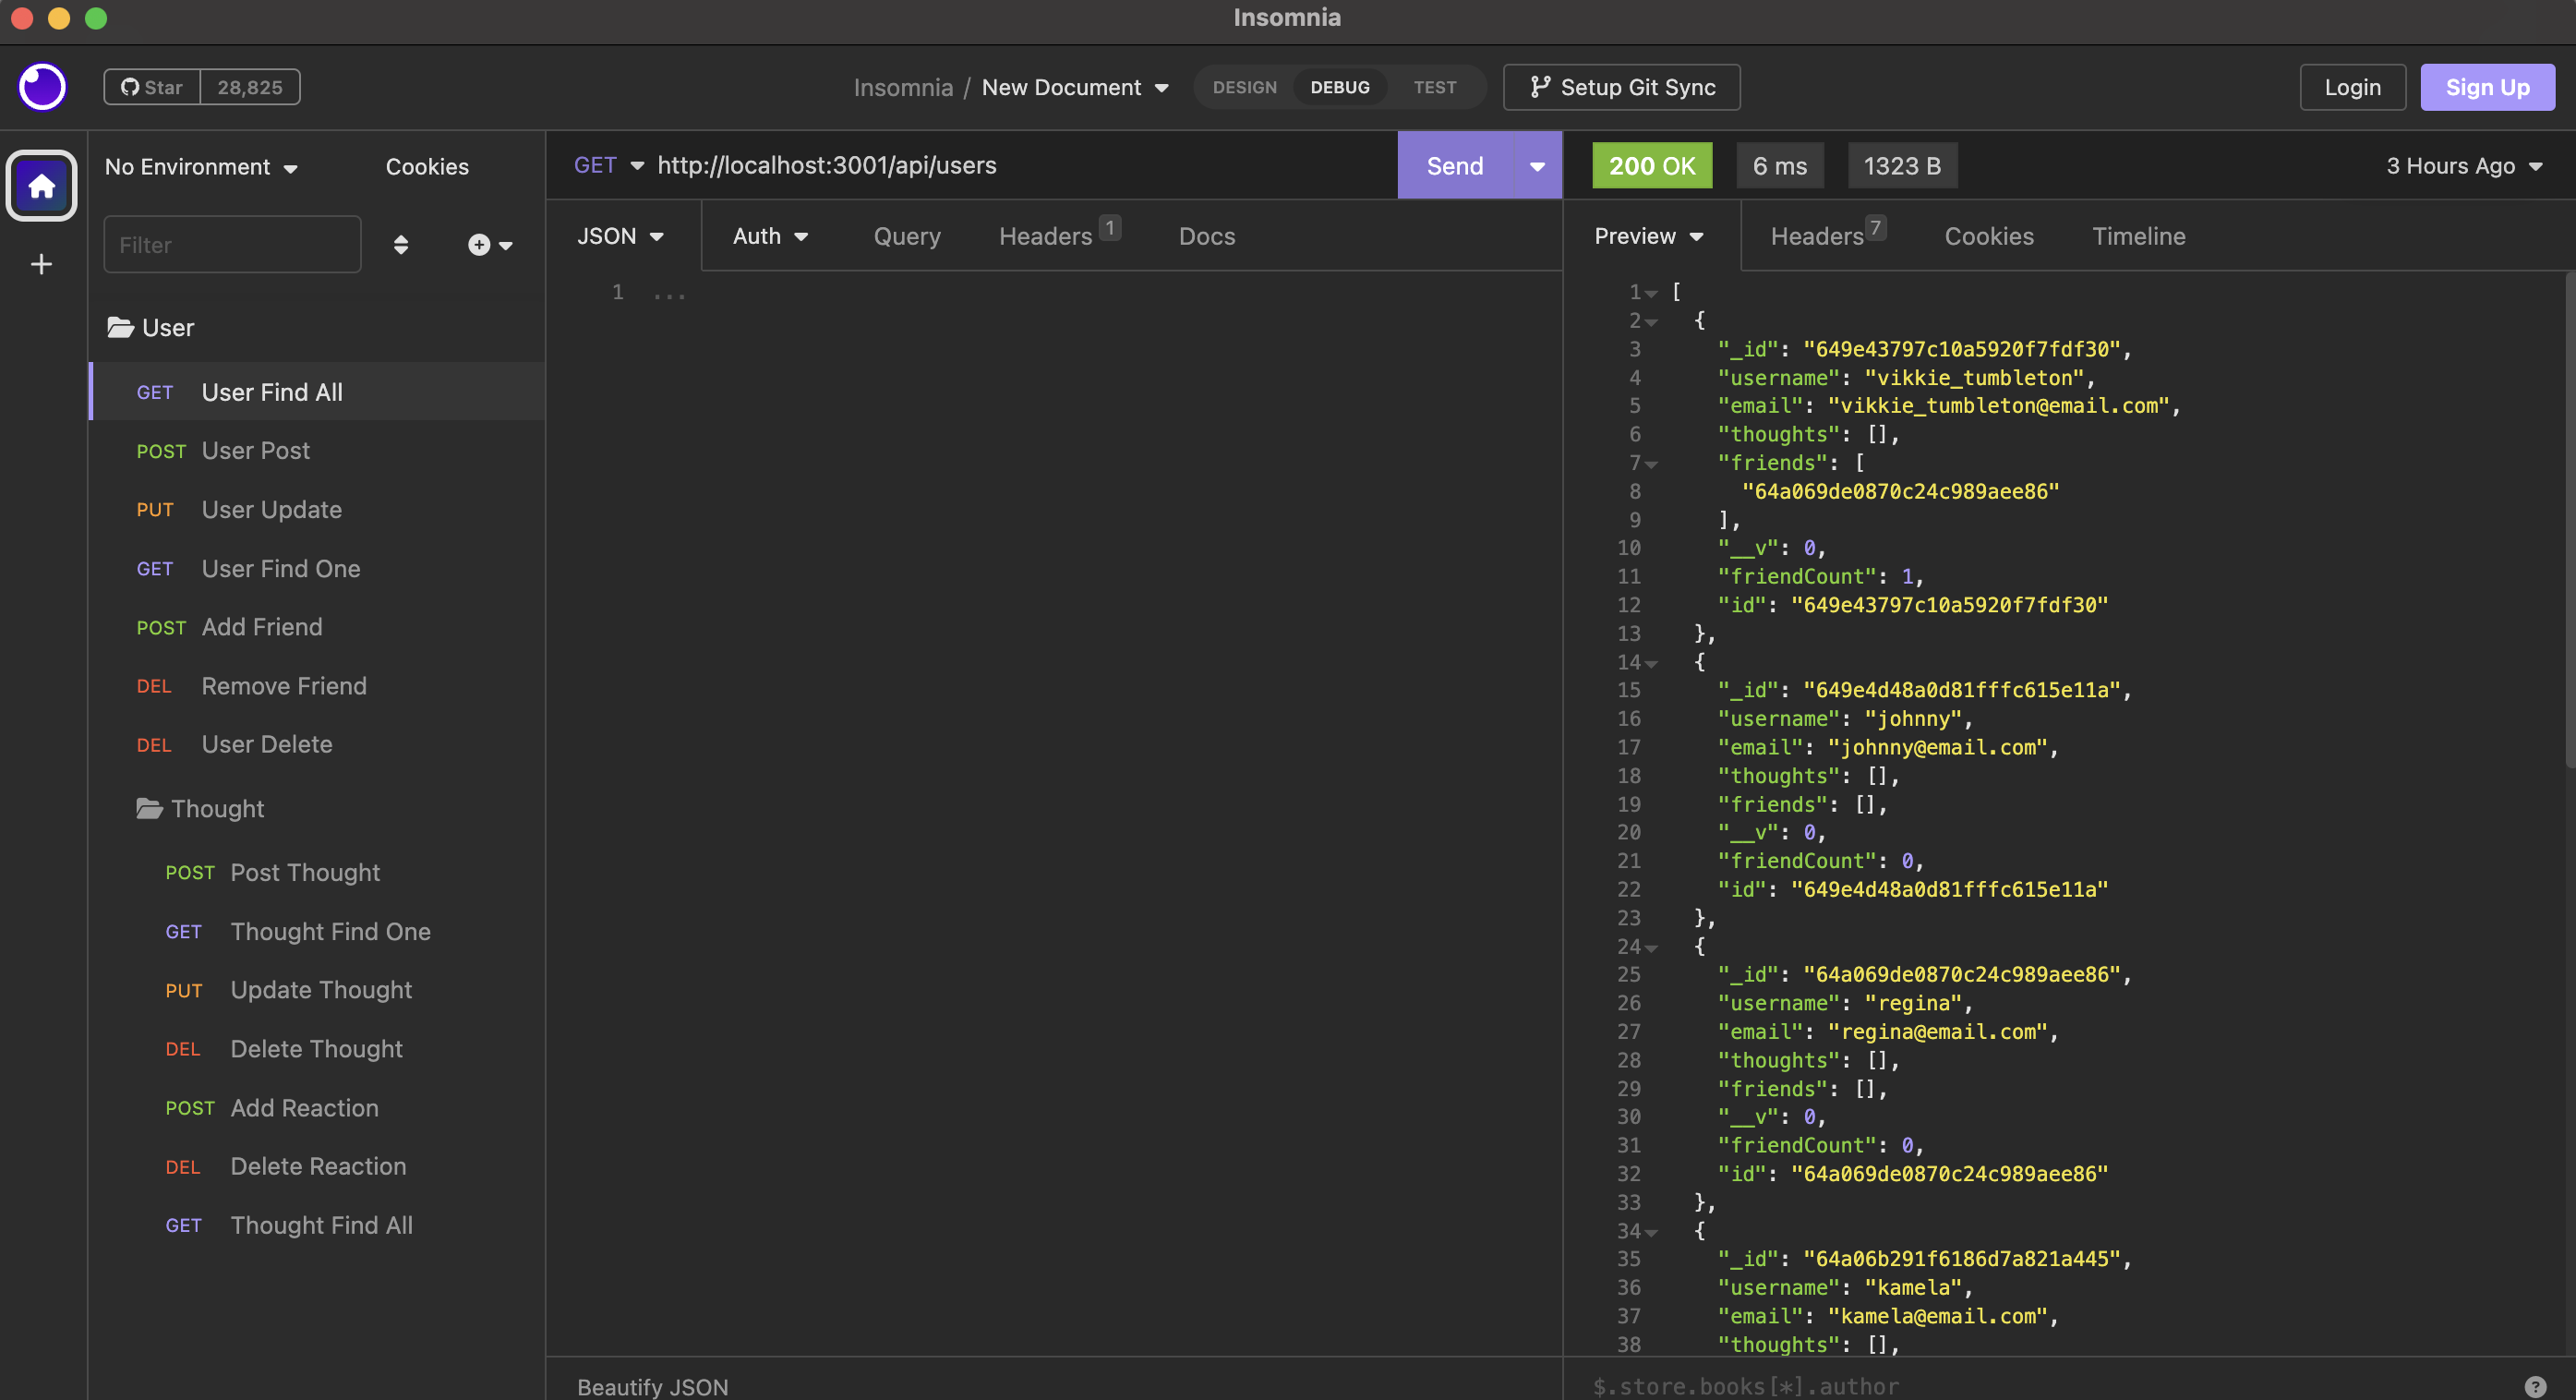 Insomnia
Star 28,825
Insomnia / New Document
DESIGN DEBUG TEST
Setup Git Sync
Login
Sign Up
No Environment
Cookies
Filter
User
GET User Find All
POST User Post
PUT User Update
GET User Find One
POST Add Friend
DEL Remove Friend
DEL User Delete
Thought
POST Post Thought
GET Thought Find One
PUT Update Thought
DEL Delete Thought
POST Add Reaction
DEL Delete Reaction
GET Thought Find All
GET http://localhost:3001/api/users
Send
JSON Auth Query Headers 1 Docs
1 ...
Beautify JSON
200 OK 6 ms 1323 B 3 Hours Ago
Preview Headers 7 Cookies Timeline
1 [
2 {
3 "_id": "649e43797c10a5920f7fdf30",
4 "username": "vikkie_tumbleton",
5 "email": "vikkie_tumbleton@email.com",
6 "thoughts": [],
7 "friends": [
8 "64a069de0870c24c989aee86"
9 ],
10 "__v": 0,
11 "friendCount": 1,
12 "id": "649e43797c10a5920f7fdf30"
13 },
14 {
15 "_id": "649e4d48a0d81fffc615e11a",
16 "username": "johnny",
17 "email": "johnny@email.com",
18 "thoughts": [],
19 "friends": [],
20 "__v": 0,
21 "friendCount": 0,
22 "id": "649e4d48a0d81fffc615e11a"
23 },
24 {
25 "_id": "64a069de0870c24c989aee86",
26 "username": "regina",
27 "email": "regina@email.com",
28 "thoughts": [],
29 "friends": [],
30 "__v": 0,
31 "friendCount": 0,
32 "id": "64a069de0870c24c989aee86"
33 },
34 {
35 "_id": "64a06b291f6186d7a821a445",
36 "username": "kamela",
37 "email": "kamela@email.com",
38 "thoughts": [],
$.store.books[*].author